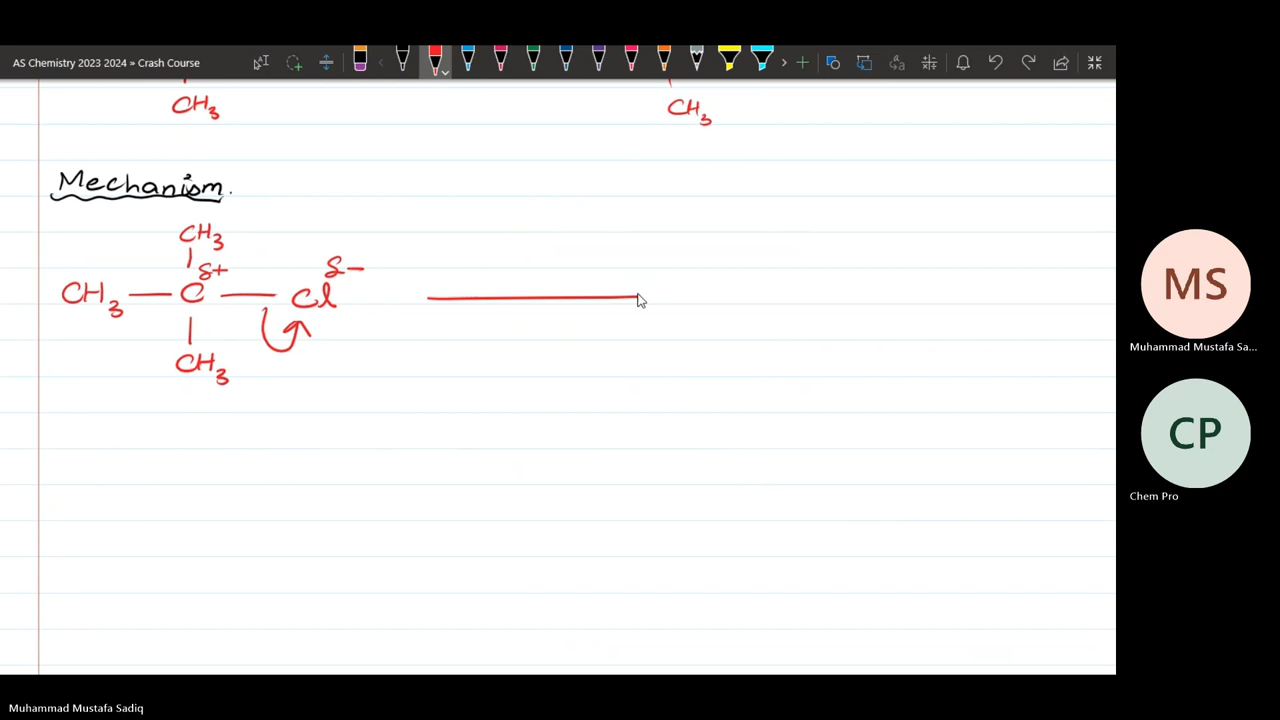 AS Chemistry 2023 2024 » Crash Course
CH3
CH3
Mechanism.
CH3
δ+
δ-
CH3 — C — Cl
CH3
MS
Muhammad Mustafa Sa...
CP
Chem Pro
Muhammad Mustafa Sadiq